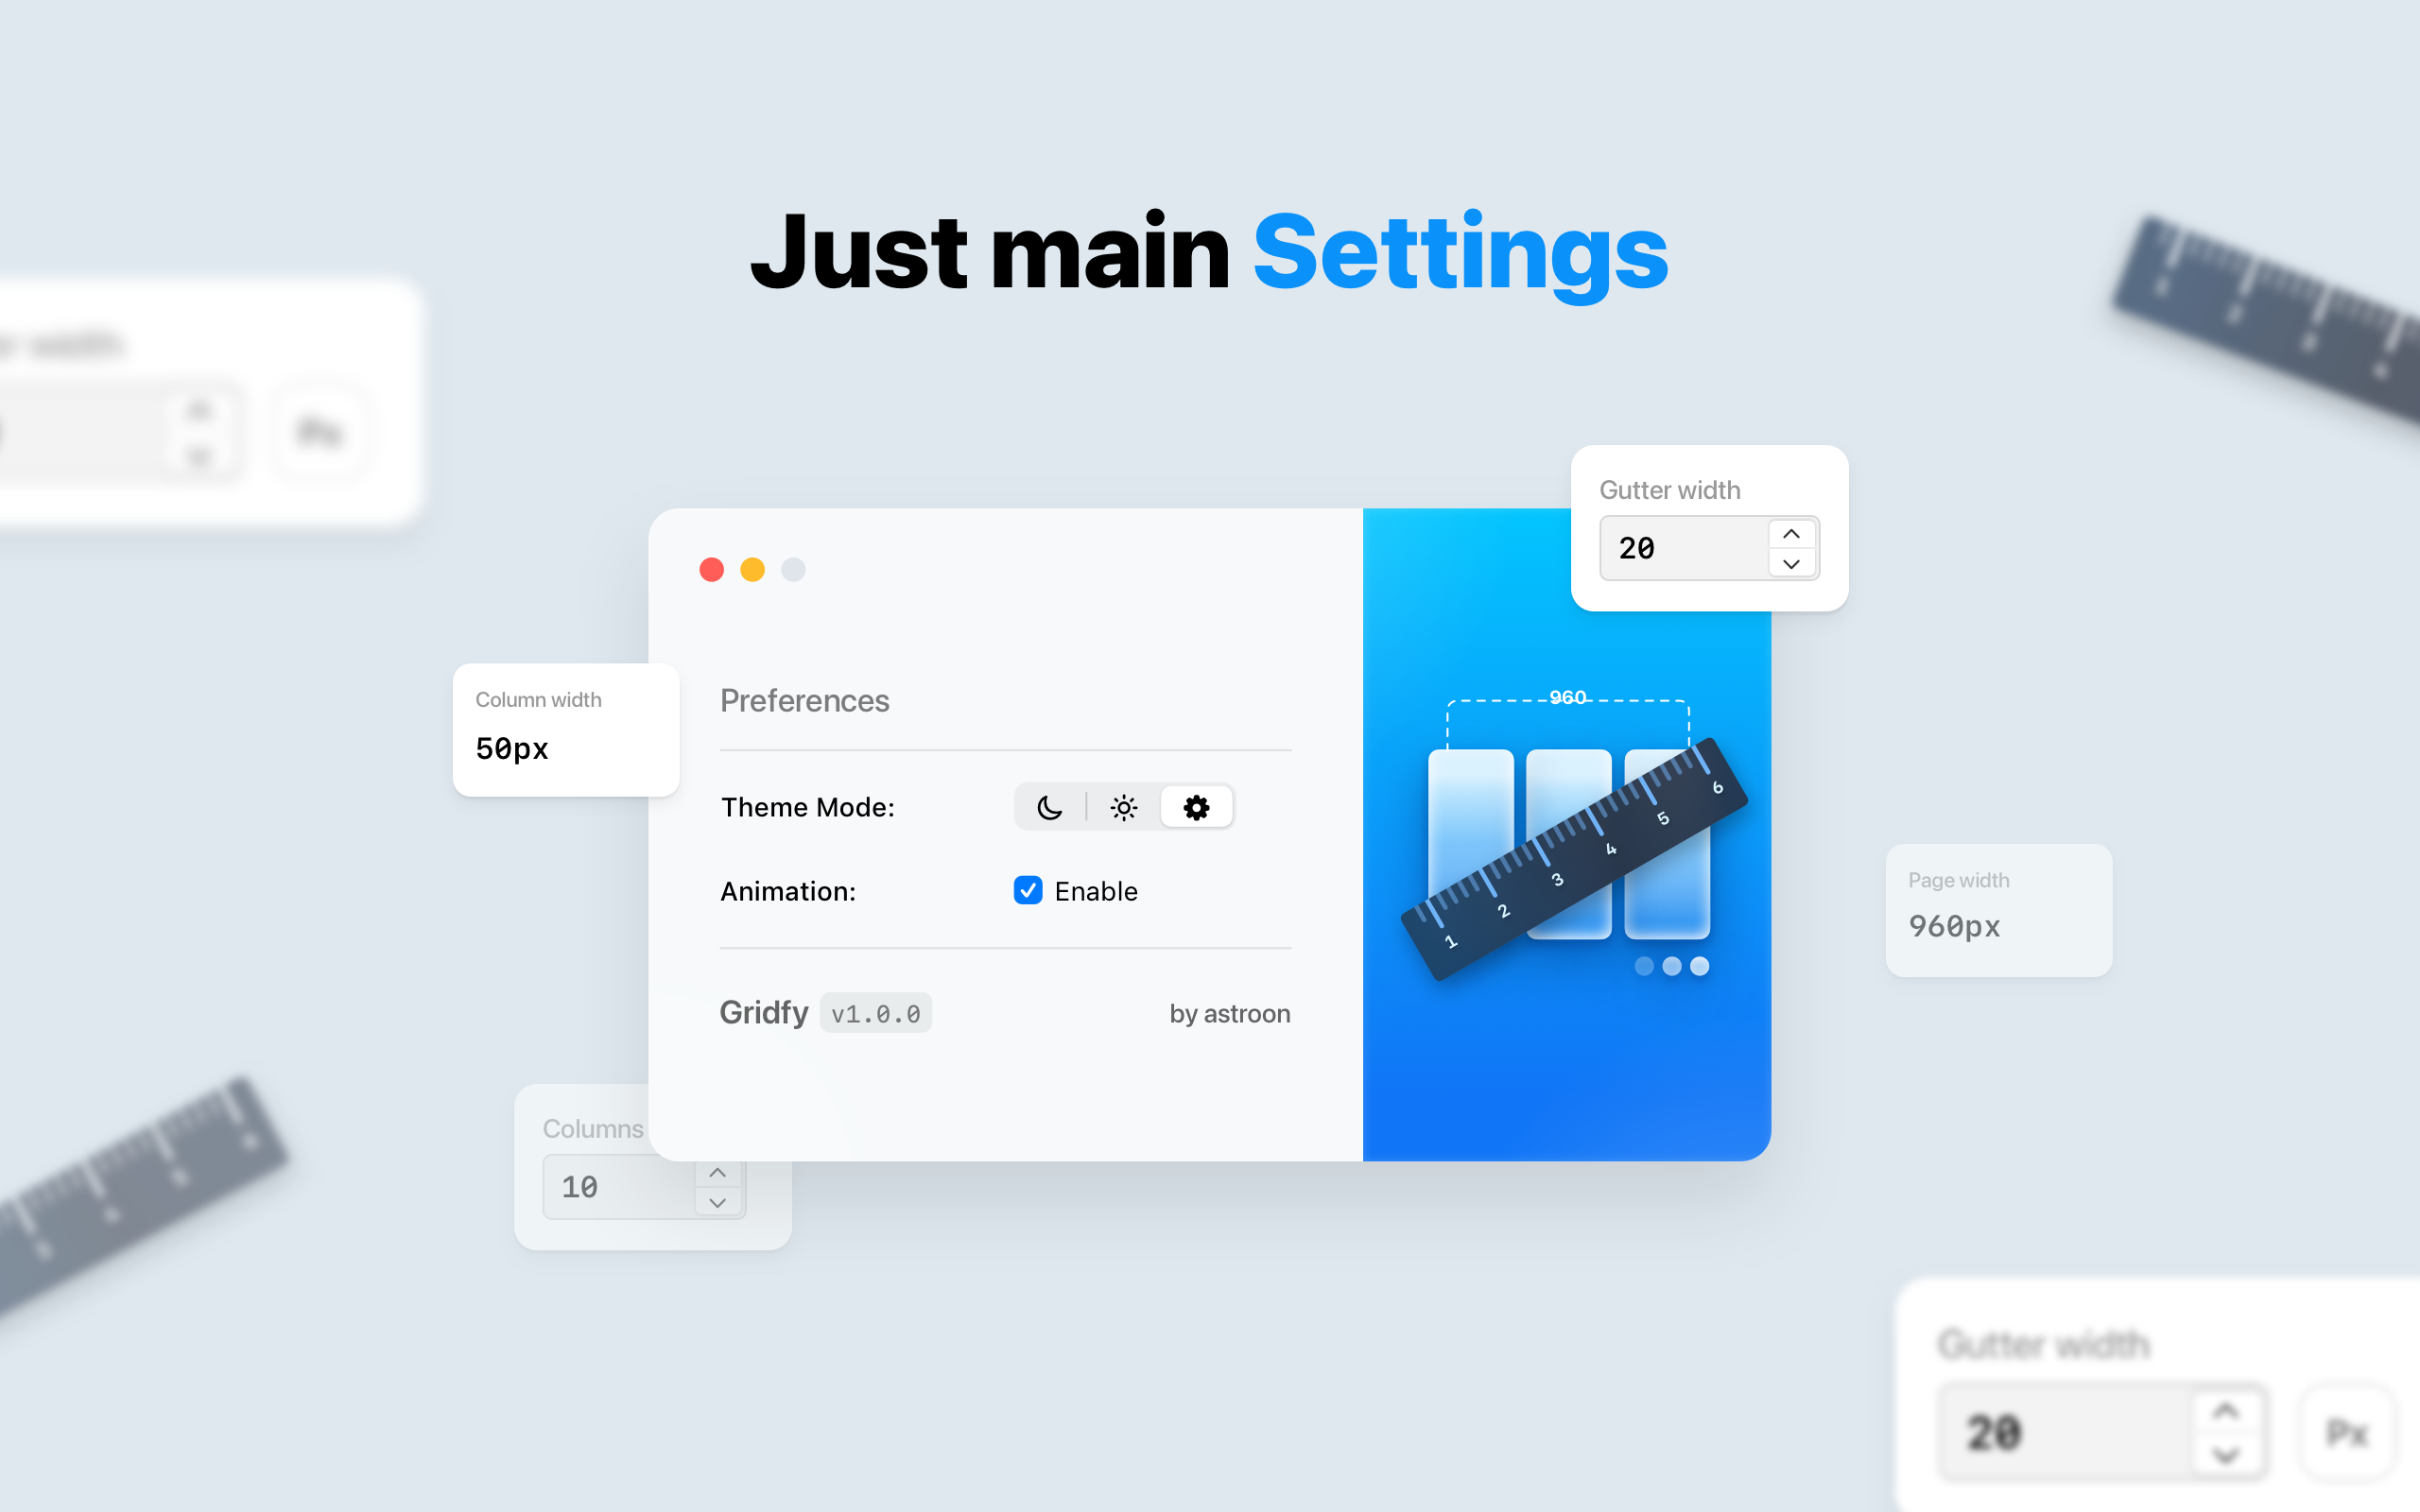 Just main Settings
width
Px
Gutter width
20
Column width
50px
Preferences
Theme Mode:
Animation:
Enable
Gridfy v1.0.0
by astroon
960
1
2
3
4
5
6
Page width
960px
Columns
10
Gutter width
20
Px